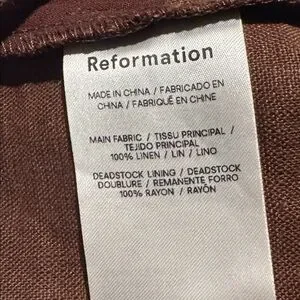 Reformation
MADE IN CHINA / FABRICADO EN
CHINA / FABRIQUÉ EN CHINE
MAIN FABRIC / TISSU PRINCIPAL /
TEJIDO PRINCIPAL
100% LINEN / LIN / LINO
DEADSTOCK LINING / DEADSTOCK
DOUBLURE / REMANENTE FORRO
100% RAYON / RAYÓN